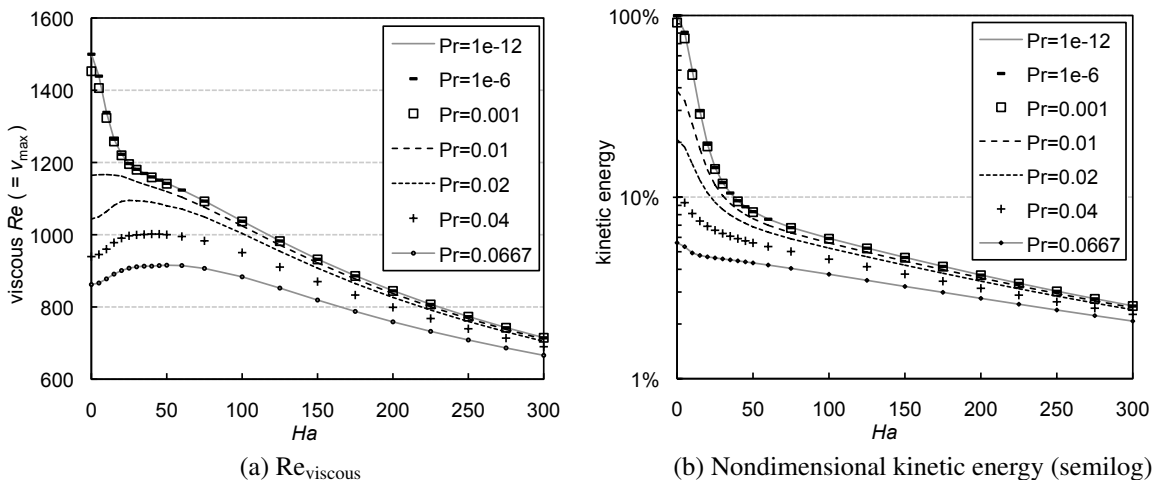 1600
1400
1200
1000
800
600
viscous Re ( = vmax)
0 50 100 150 200 250 300
Ha
Pr=1e-12
Pr=1e-6
Pr=0.001
Pr=0.01
Pr=0.02
Pr=0.04
Pr=0.0667
(a) Reviscous
100%
10%
1%
kinetic energy
0 50 100 150 200 250 300
Ha
Pr=1e-12
Pr=1e-6
Pr=0.001
Pr=0.01
Pr=0.02
Pr=0.04
Pr=0.0667
(b) Nondimensional kinetic energy (semilog)